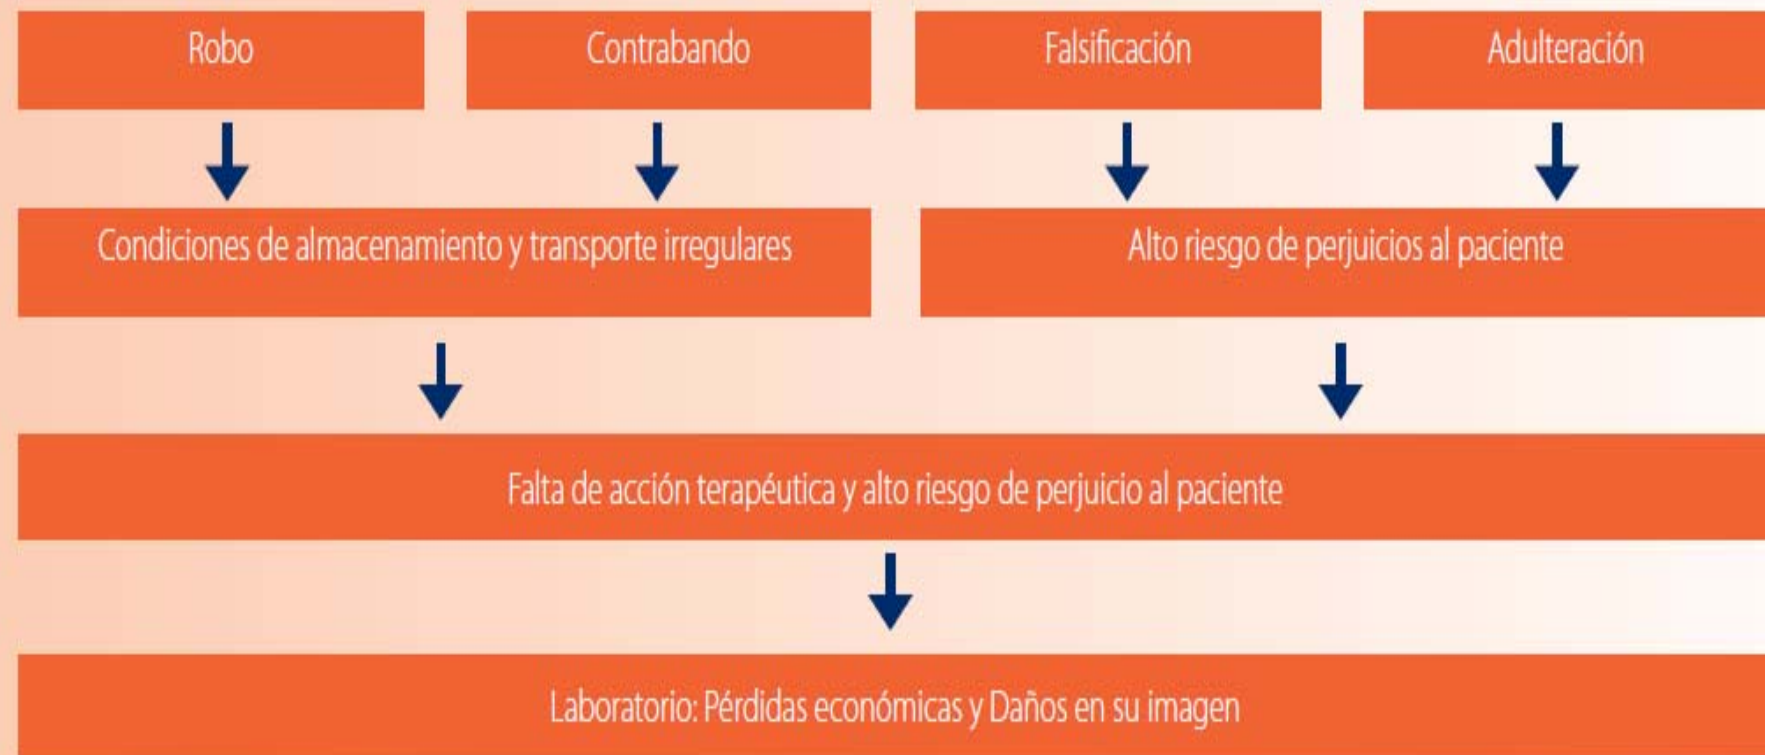 Robo
Contrabando
Falsificación
Adulteración
Condiciones de almacenamiento y transporte irregulares
Alto riesgo de perjuicios al paciente
Falta de acción terapéutica y alto riesgo de perjuicio al paciente
Laboratorio: Pérdidas económicas y Daños en su imagen